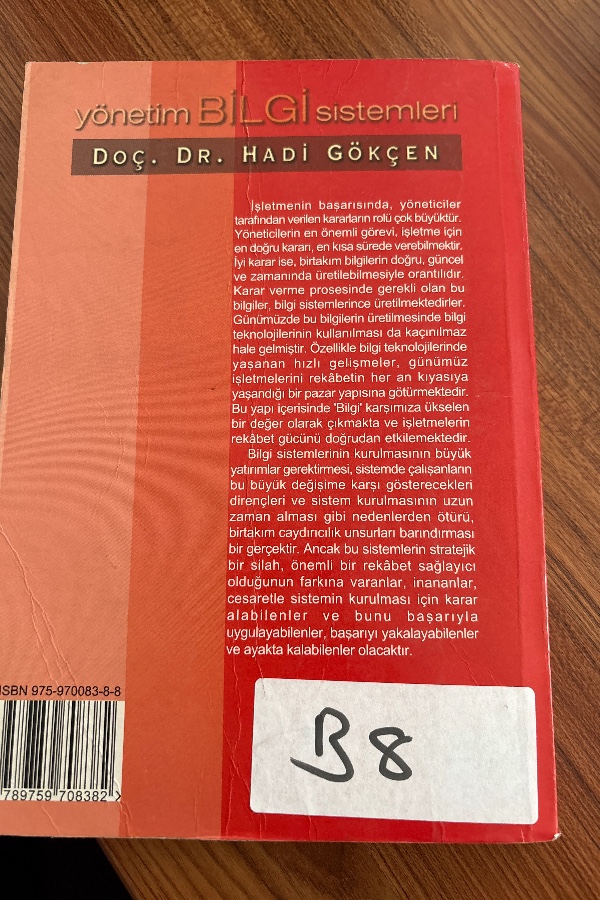 yönetim BİLGİ sistemleri
DOÇ. DR. HADİ GÖKÇEN
İşletmenin başarısında, yöneticiler
tarafından verilen kararların rolü çok büyüktür.
Yöneticilerin en önemli görevi, işletme için
en doğru kararı, en kısa sürede verebilmektir.
İyi karar ise, birtakım bilgilerin doğru, güncel
ve zamanında üretilebilmesiyle orantılıdır.
Karar verme prosesinde gerekli olan bu
bilgiler, bilgi sistemlerince üretilmektedirler.
Günümüzde bu bilgilerin üretilmesinde bilgi
teknolojilerinin kullanılması da kaçınılmaz
hale gelmiştir. Özellikle bilgi teknolojilerinde
yaşanan hızlı gelişmeler, günümüz
işletmelerini rekâbetin her an kıyasıya
yaşandığı bir pazar yapısına götürmektedir.
Bu yapı içerisinde 'Bilgi' karşımıza yükselen
bir değer olarak çıkmakta ve işletmelerin
rekâbet gücünü doğrudan etkilemektedir.
Bilgi sistemlerinin kurulmasının büyük
yatırımlar gerektirmesi, sistemde çalışanların
bu büyük değişime karşı gösterecekleri
dirençleri ve sistem kurulmasının uzun
zaman alması gibi nedenlerden ötürü,
birtakım caydırıcılık unsurları barındırması
bir gerçektir. Ancak bu sistemlerin stratejik
bir silah, önemli bir rekâbet sağlayıcı
olduğunun farkına varanlar, inananlar,
cesaretle sistemin kurulması için karar
alabilenler ve bunu başarıyla
uygulayabilenler, başarıyı yakalayabilenler
ve ayakta kalabilenler olacaktır.
ISBN 975-970083-8-8
789759 708382 >
B8